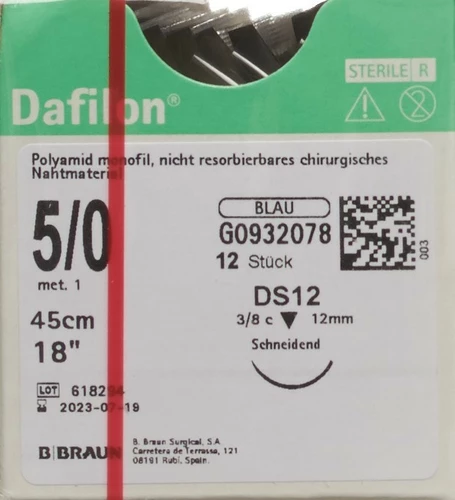 STERILE R
Dafilon®
Polyamid monofil, nicht resorbierbares chirurgisches
Nahtmaterial
5/0
met. 1
BLAU
G0932078
12 Stück
003
DS12
3/8 c 12mm
Schneidend
45cm
18"
LOT
2023-07-19
B|BRAUN
B. Braun Surgical, S.A.
Carretera de Terrassa, 121
08191 Rubí. Spain.